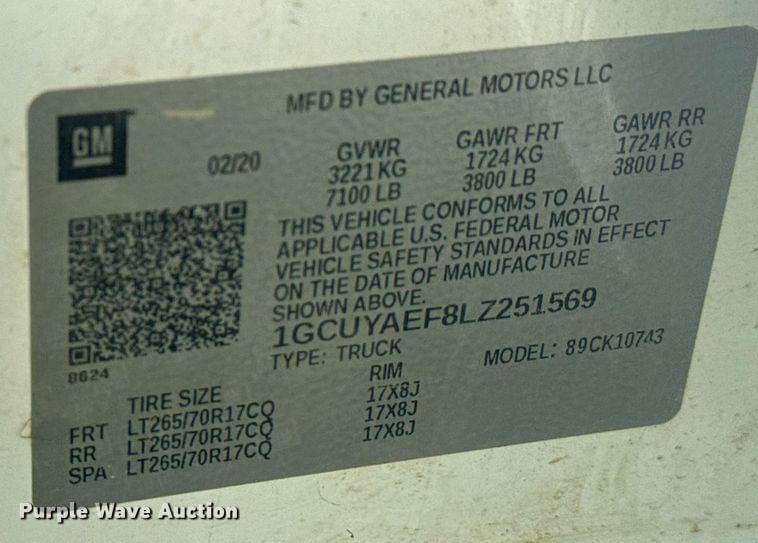 MFD BY GENERAL MOTORS LLC
GM
02/20
GVWR GAWR FRT GAWR RR
3221 KG 1724 KG 1724 KG
7100 LB 3800 LB 3800 LB
THIS VEHICLE CONFORMS TO ALL
APPLICABLE U.S. FEDERAL MOTOR
VEHICLE SAFETY STANDARDS IN EFFECT
ON THE DATE OF MANUFACTURE
SHOWN ABOVE.
1GCUYAEF8LZ251569
TYPE: TRUCK MODEL: 89CK10743
8624
TIRE SIZE RIM
FRT LT265/70R17CQ 17X8J
RR LT265/70R17CQ 17X8J
SPA LT265/70R17CQ 17X8J
Purple Wave Auction